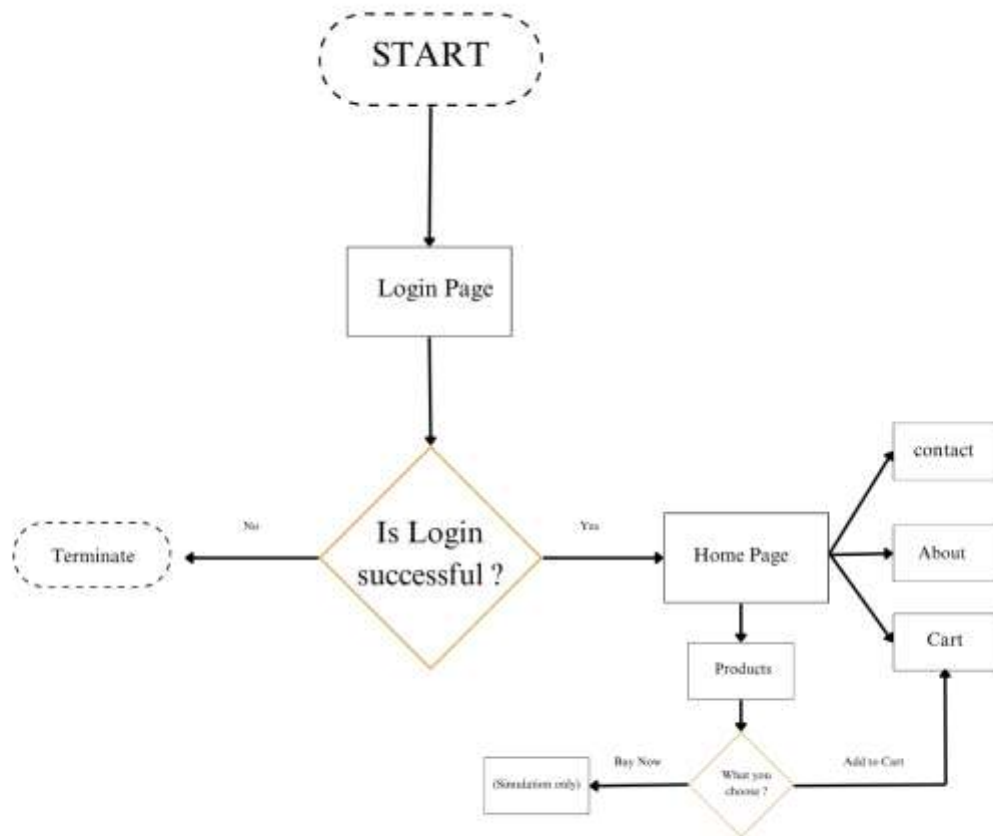 START
Login Page
contact
No
Is Login
successful ?
Yes
Terminate
Home Page
About
Cart
Products
Buy Now
What you
choose ?
Add to Cart
(Simulation only)